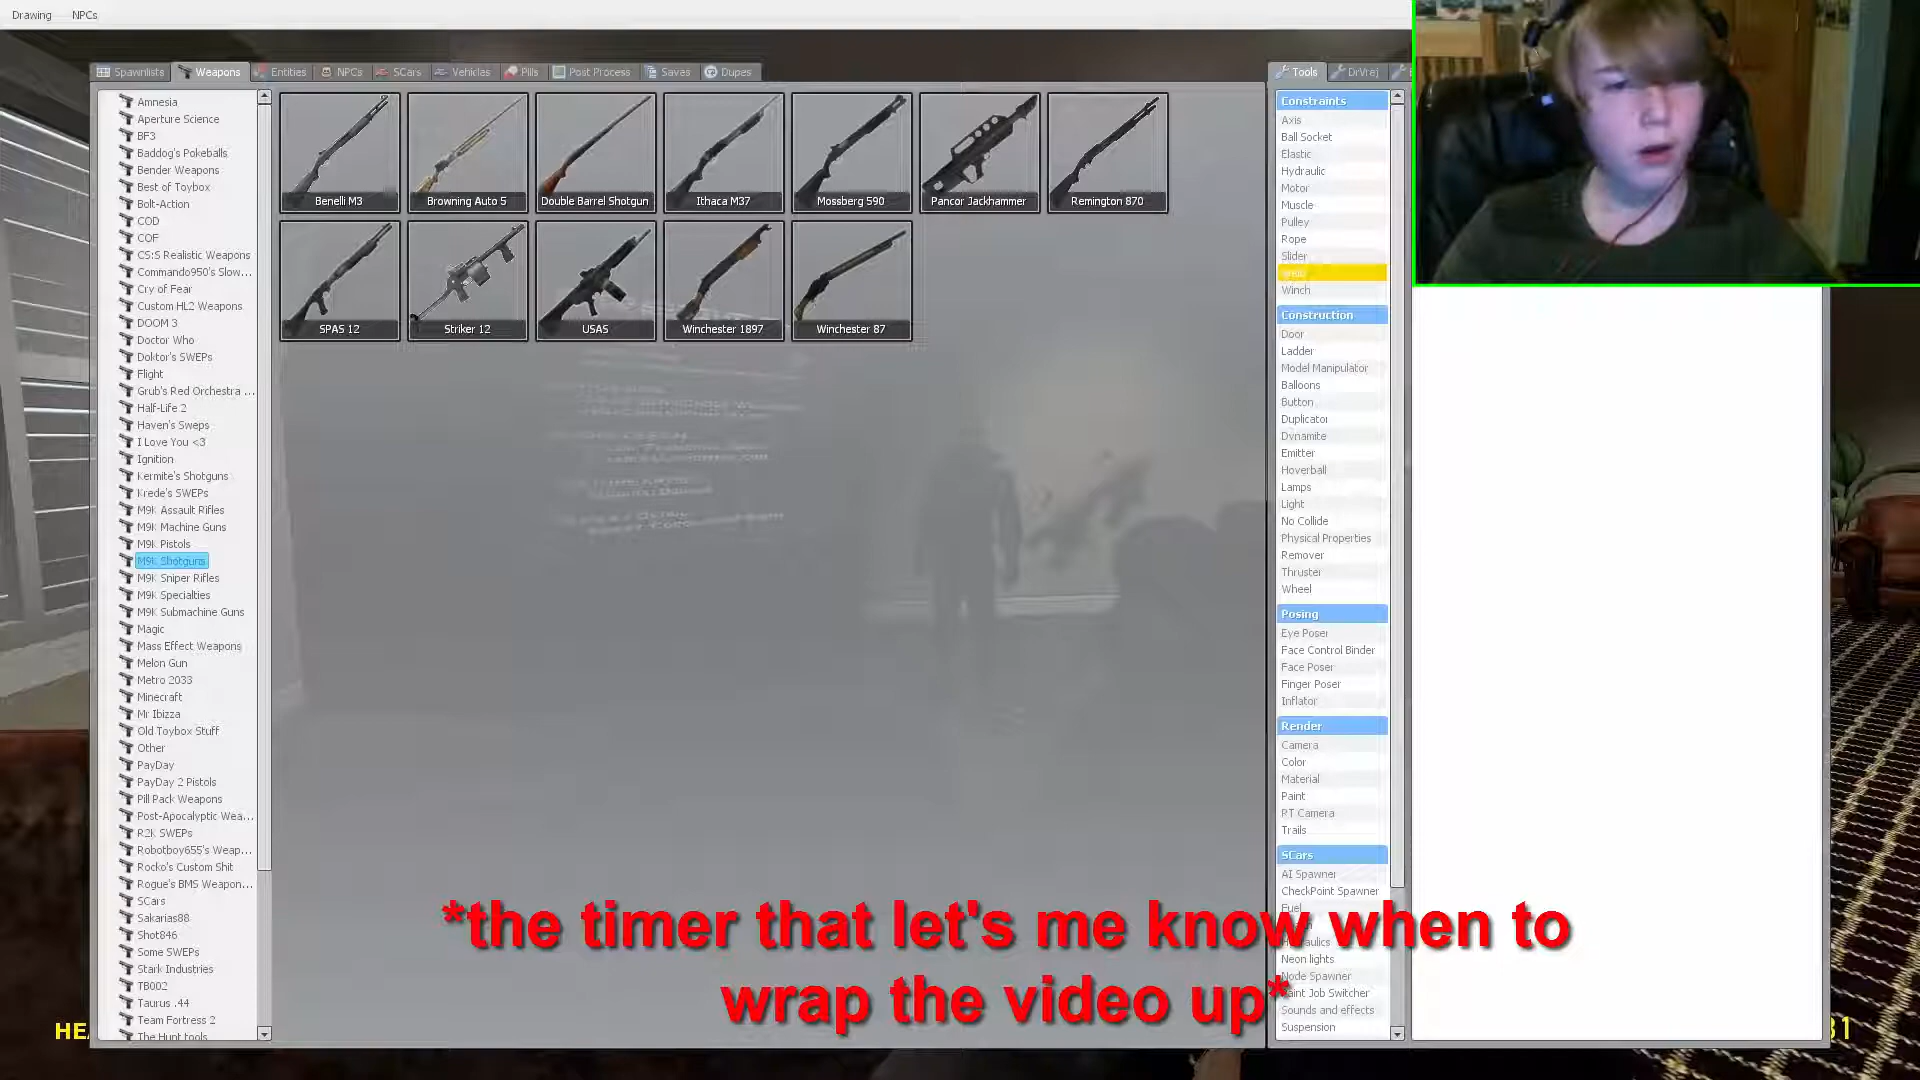 Drawing NPCs
Spawnlists Weapons Entities NPCs SCars Vehicles Pills Post Process Saves Dupes
Tools DrVrej
Amnesia
Aperture Science
BF3
Baddog's Pokeballs
Bender Weapons
Best of Toybox
Bolt-Action
COD
COF
CS:S Realistic Weapons
Commando950's Slow...
Cry of Fear
Custom HL2 Weapons
DOOM 3
Doctor Who
Doktor's SWEPs
Flight
Grub's Red Orchestra ...
Half-Life 2
Haven's Sweps
I Love You <3
Ignition
Kermite's Shotguns
Krede's SWEPs
M9K Assault Rifles
M9K Machine Guns
M9K Pistols
M9K Shotguns
M9K Sniper Rifles
M9K Specialties
M9K Submachine Guns
Magic
Mass Effect Weapons
Melon Gun
Metro 2033
Minecraft
Mr Ibizza
Old Toybox Stuff
Other
PayDay
PayDay 2 Pistols
Pill Pack Weapons
Post-Apocalyptic Wea...
R2K SWEPs
Robotboy655's Weap...
Rocko's Custom Shit
Rogue's BMS Weapon...
SCars
Sakarias88
Shot846
Some SWEPs
Stark Industries
TB002
Taurus .44
Team Fortress 2
The Hunt tools
Benelli M3 Browning Auto 5 Double Barrel Shotgun Ithaca M37 Mossberg 590 Pancor Jackhammer Remington 870
SPAS 12 Striker 12 USAS Winchester 1897 Winchester 87
Constraints
Axis
Ball Socket
Elastic
Hydraulic
Motor
Muscle
Pulley
Rope
Slider
Winch
Construction
Door
Ladder
Model Manipulator
Balloons
Button
Duplicator
Dynamite
Emitter
Hoverball
Lamps
Light
No Collide
Physical Properties
Remover
Thruster
Wheel
Posing
Eye Poser
Face Control Binder
Face Poser
Finger Poser
Inflator
Render
Camera
Color
Material
Paint
RT Camera
Trails
SCars
AI Spawner
CheckPoint Spawner
Fuel
Neon lights
Node Spawner
Paint Job Switcher
Sounds and effects
Suspension
*the timer that let's me know when to
wrap the video up*